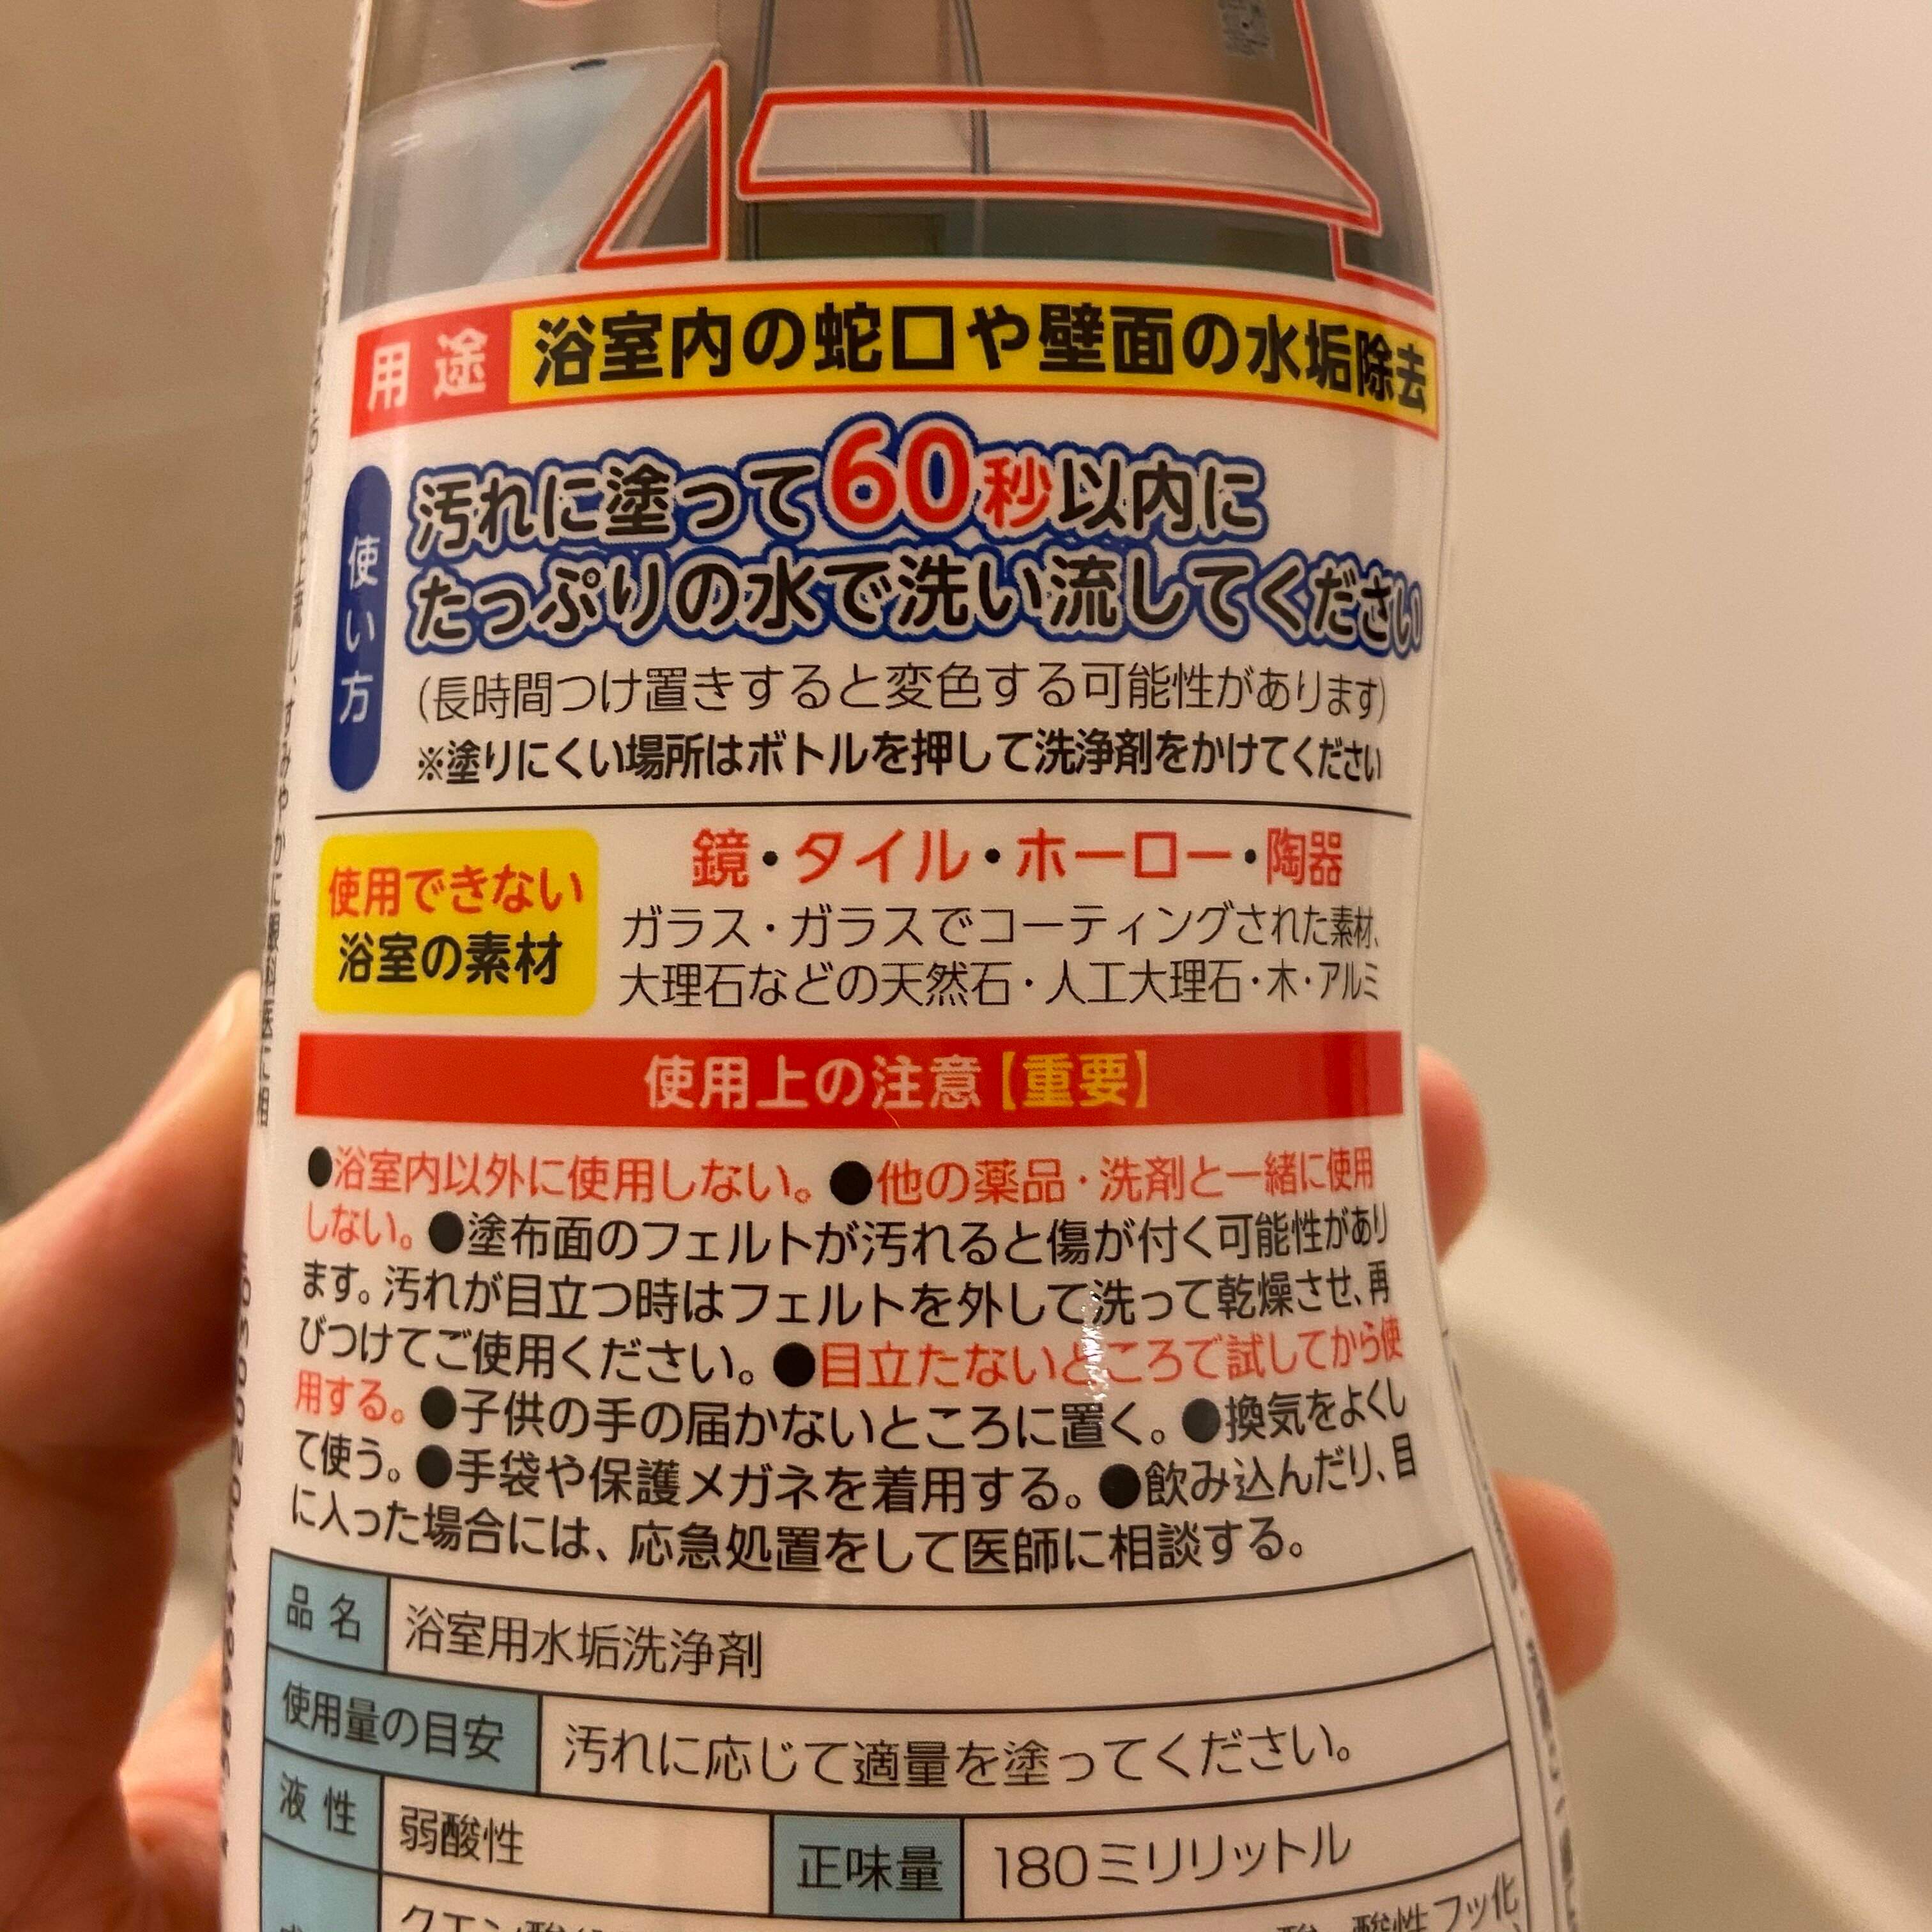 用途 浴室内の蛇口や壁面の水垢除去
使い方
汚れに塗って60秒以内に
たっぷりの水で洗い流してください
(長時間つけ置きすると変色する可能性があります)
※塗りにくい場所はボトルを押して洗浄剤をかけてください
使用できない
浴室の素材
鏡・タイル・ホーロー・陶器
ガラス・ガラスでコーティングされた素材、
大理石などの天然石・人工大理石・木・アルミ
使用上の注意【重要】
●浴室内以外に使用しない。●他の薬品・洗剤と一緒に使用
しない。●塗布面のフェルトが汚れると傷が付く可能性があり
ます。汚れが目立つ時はフェルトを外して洗って乾燥させ、再
びつけてご使用ください。●目立たないところで試してから使
用する。●子供の手の届かないところに置く。●換気をよくし
て使う。●手袋や保護メガネを着用する。●飲み込んだり、目
に入った場合には、応急処置をして医師に相談する。
品名 浴室用水垢洗浄剤
使用量の目安 汚れに応じて適量を塗ってください。
液性 弱酸性 正味量 180ミリリットル
クエン酸 酸性フッ化